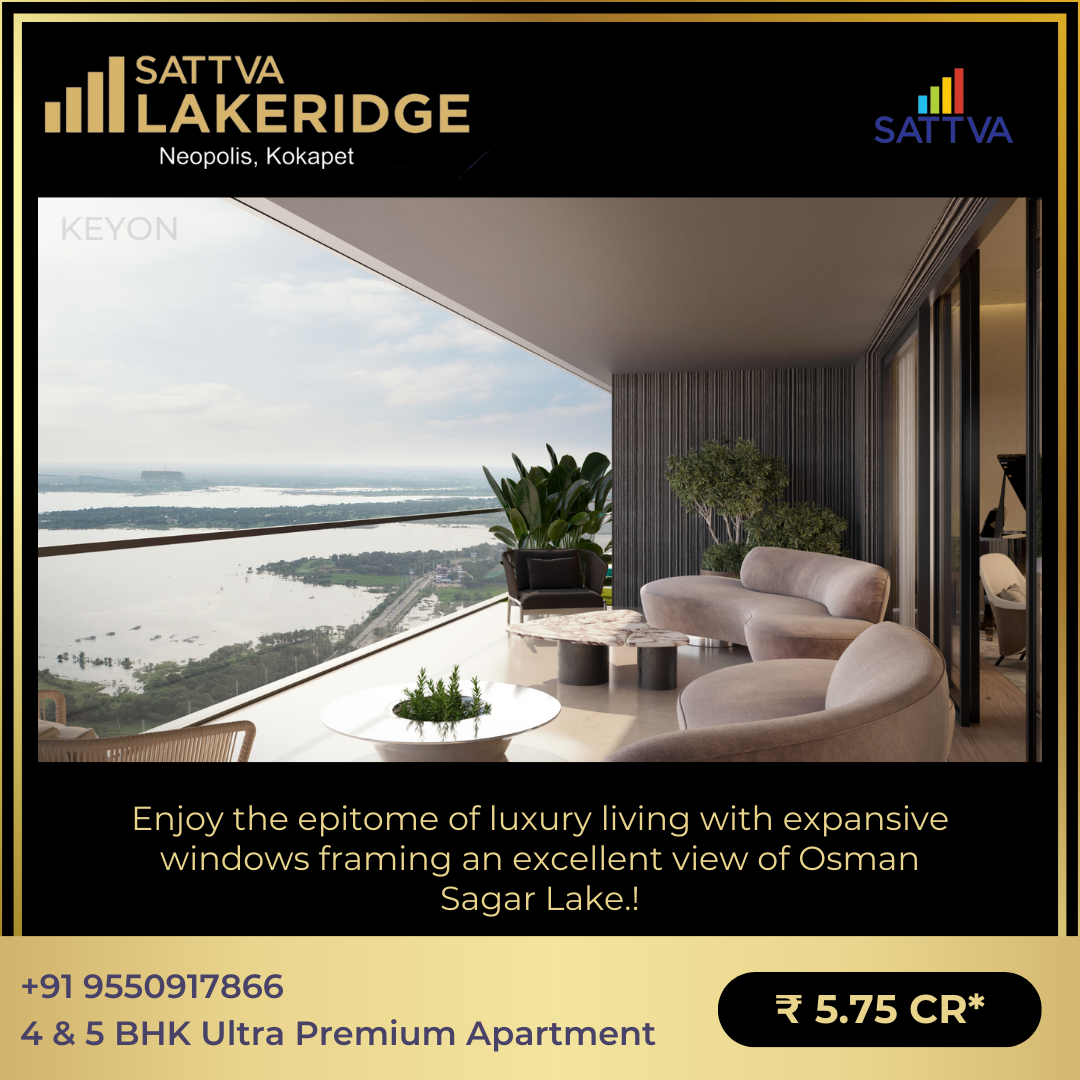 SATTVA
LAKERIDGE
Neopolis, Kokapet
SATTVA
KEYON
Enjoy the epitome of luxury living with expansive
windows framing an excellent view of Osman
Sagar Lake.!
+91 9550917866
4 & 5 BHK Ultra Premium Apartment
₹ 5.75 CR*